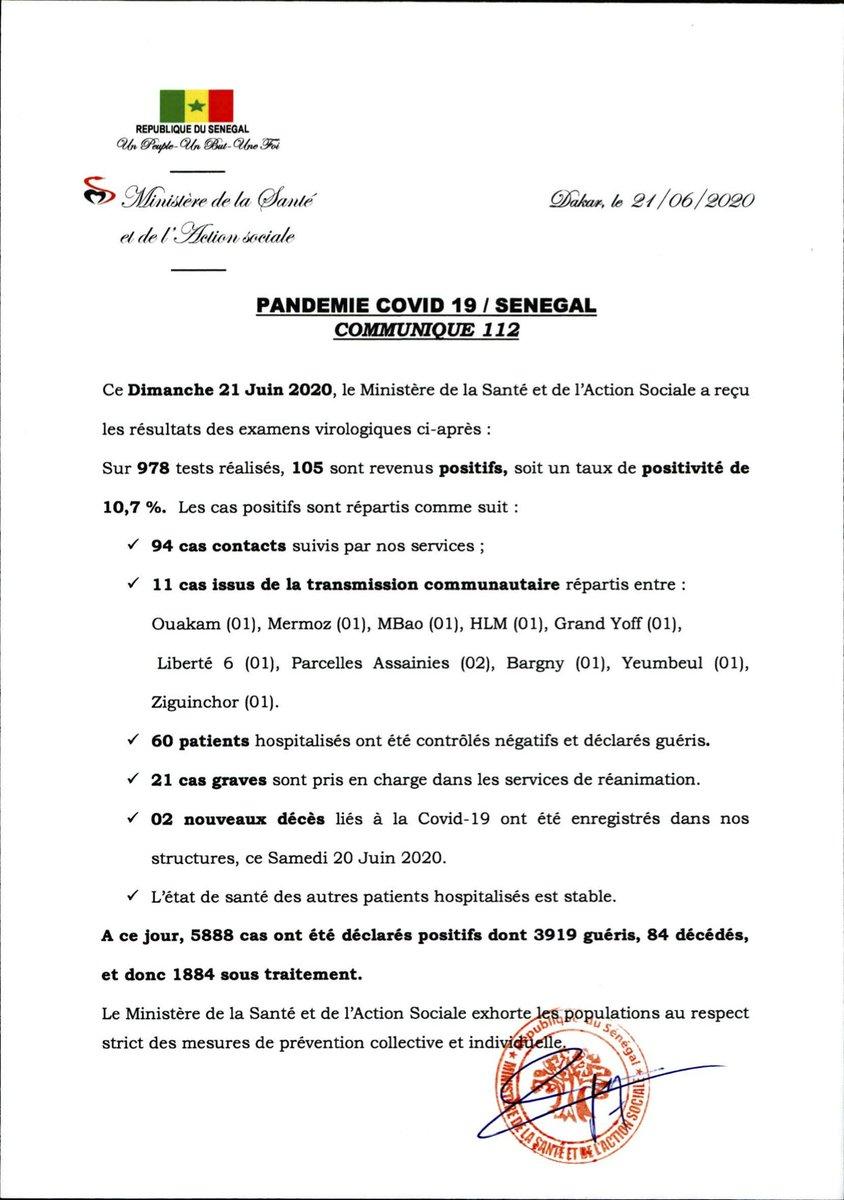 REPUBLIQUE DU SENEGAL
Un Peuple - Un But - Une Foi
Ministère de la Santé
et de l'Action sociale
Dakar, le 21/06/2020
PANDEMIE COVID 19 / SENEGAL
COMMUNIQUE 112
Ce Dimanche 21 Juin 2020, le Ministère de la Santé et de l'Action Sociale a reçu
les résultats des examens virologiques ci-après :
Sur 978 tests réalisés, 105 sont revenus positifs, soit un taux de positivité de
10,7 %. Les cas positifs sont répartis comme suit :
✓ 94 cas contacts suivis par nos services ;
✓ 11 cas issus de la transmission communautaire répartis entre :
Ouakam (01), Mermoz (01), MBao (01), HLM (01), Grand Yoff (01),
Liberté 6 (01), Parcelles Assainies (02), Bargny (01), Yeumbeul (01),
Ziguinchor (01).
✓ 60 patients hospitalisés ont été contrôlés négatifs et déclarés guéris.
✓ 21 cas graves sont pris en charge dans les services de réanimation.
✓ 02 nouveaux décès liés à la Covid-19 ont été enregistrés dans nos
structures, ce Samedi 20 Juin 2020.
✓ L'état de santé des autres patients hospitalisés est stable.
A ce jour, 5888 cas ont été déclarés positifs dont 3919 guéris, 84 décédés,
et donc 1884 sous traitement.
Le Ministère de la Santé et de l'Action Sociale exhorte les populations au respect
strict des mesures de prévention collective et individuelle.
République du Sénégal
MINISTÈRE DE LA SANTÉ ET DE L'ACTION SOCIALE